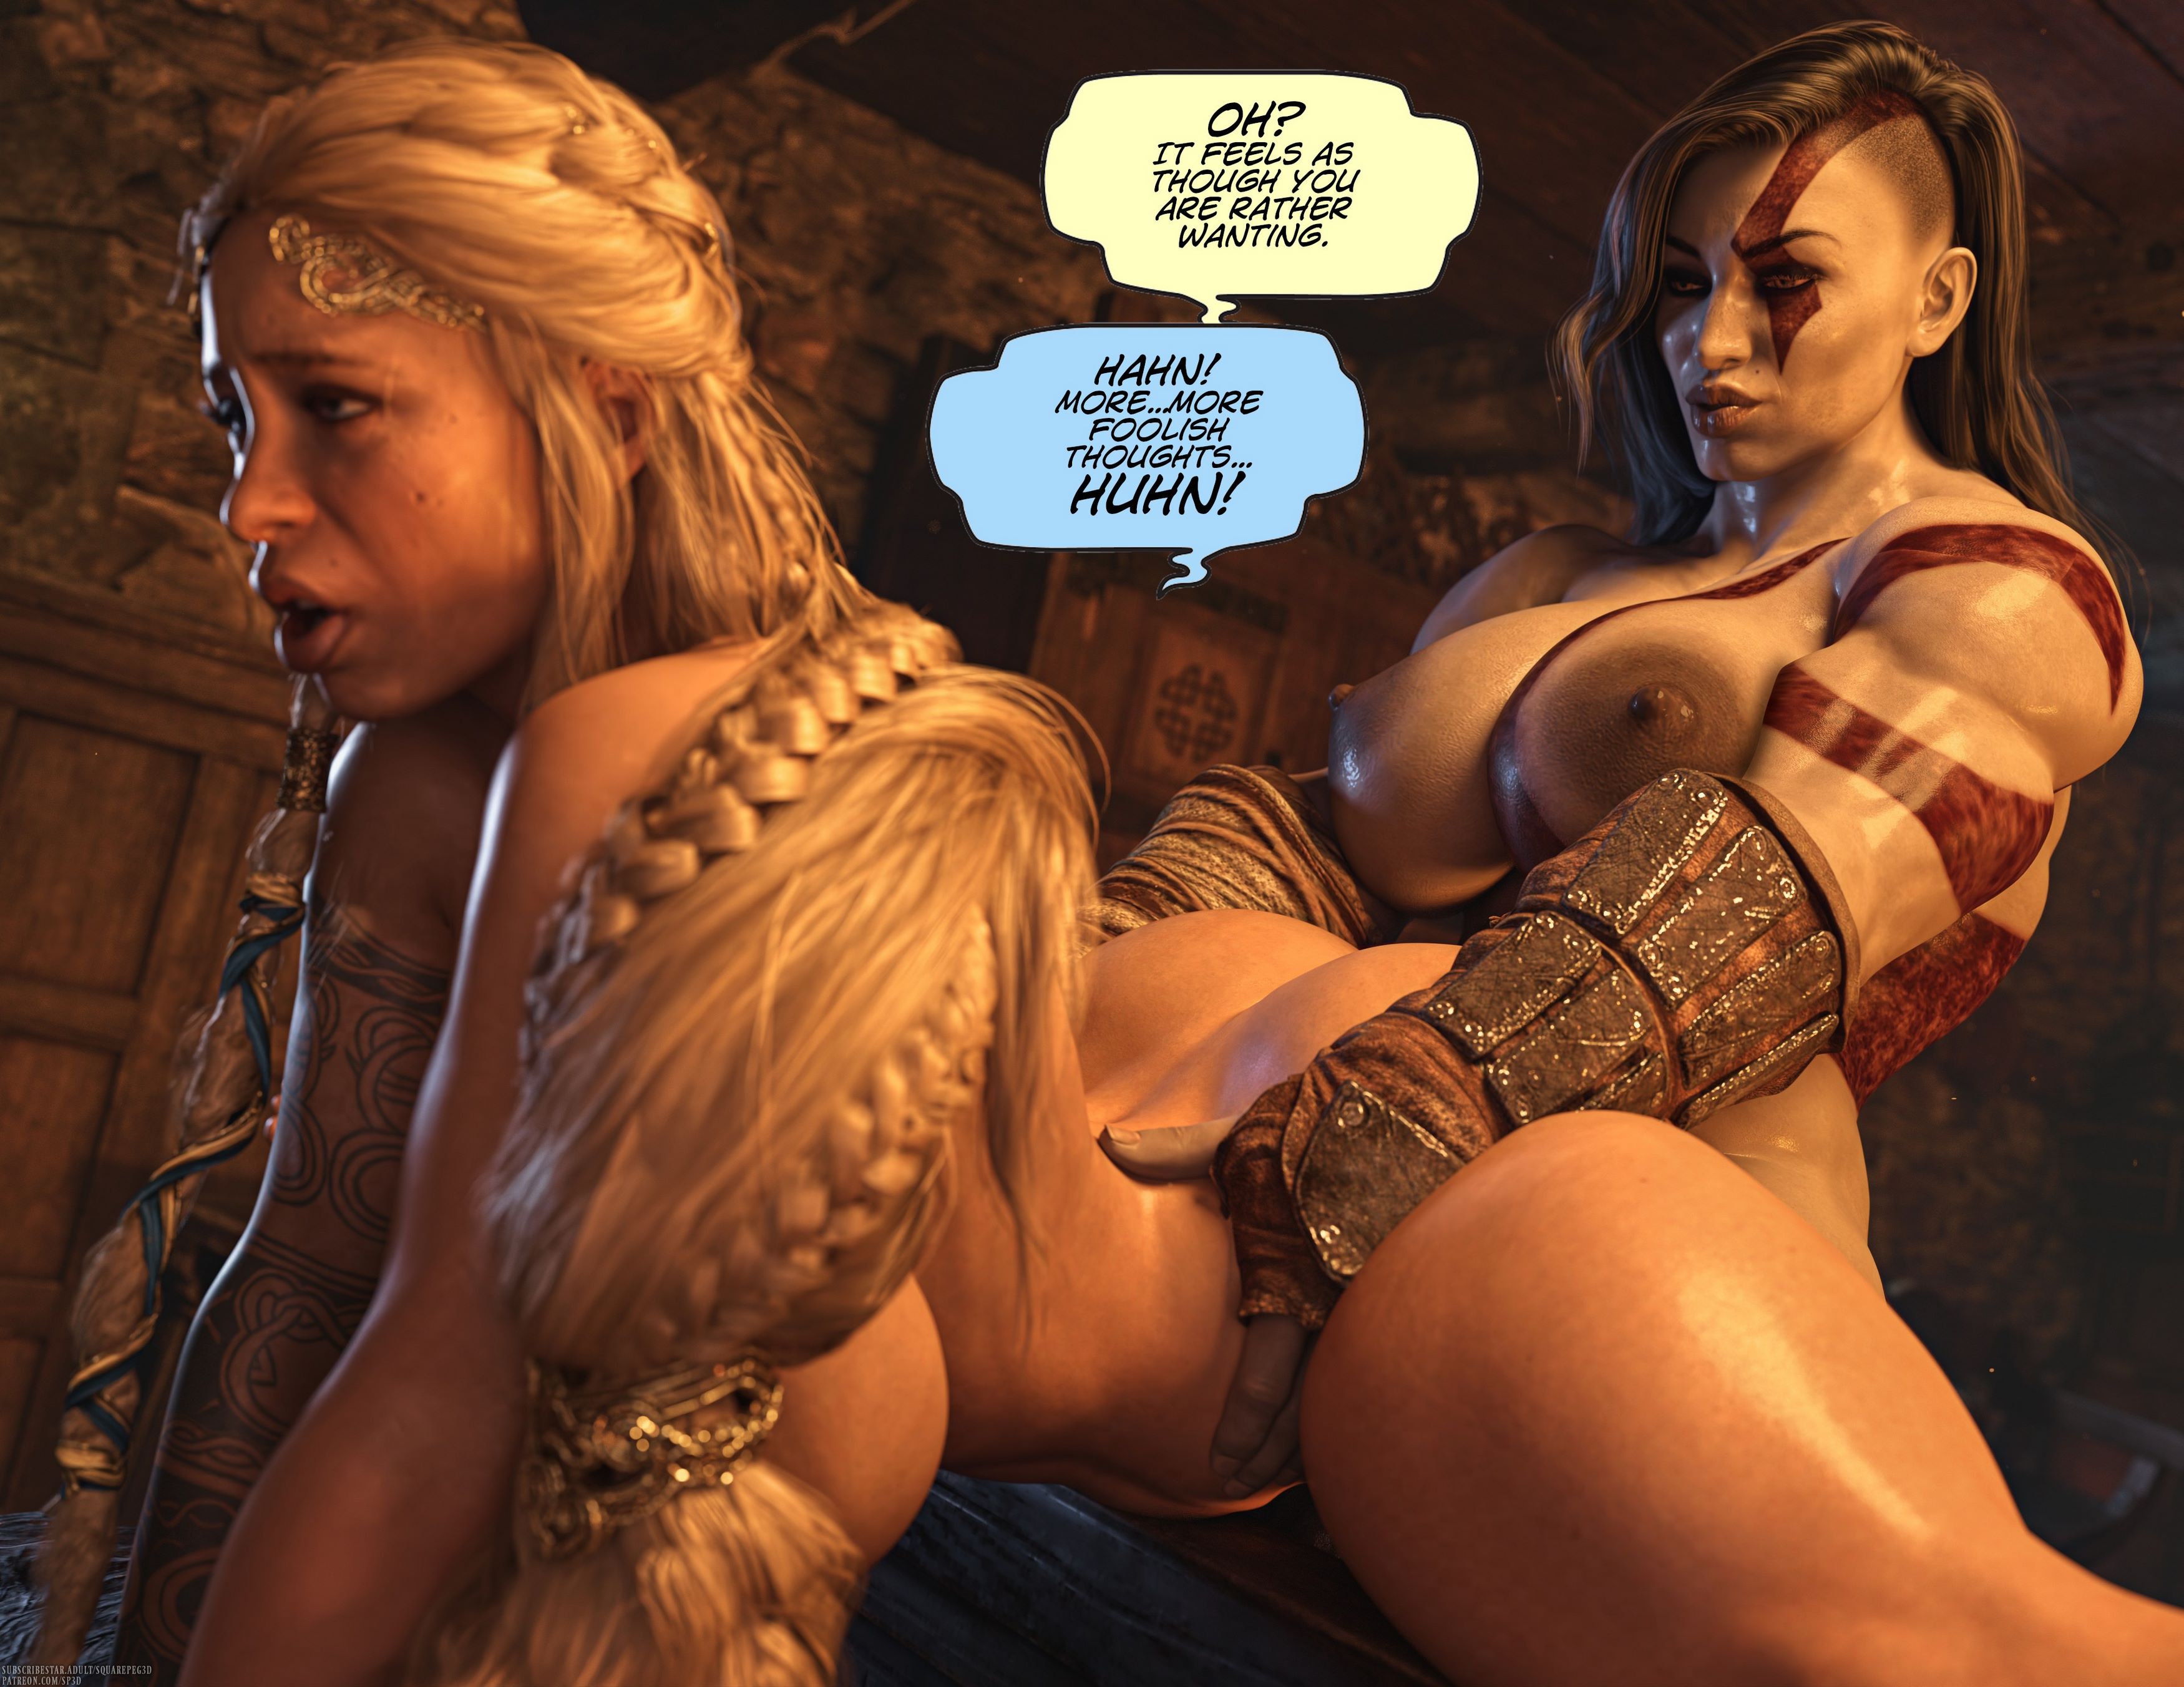 OH?
IT FEELS AS
THOUGH YOU
ARE RATHER
WANTING.
HAHN!
MORE...MORE
FOOLISH
THOUGHTS...
HUHN!
SUBSCRIBESTAR.ADULT/SQUAREPEG3D
PATREON.COM/SP3D